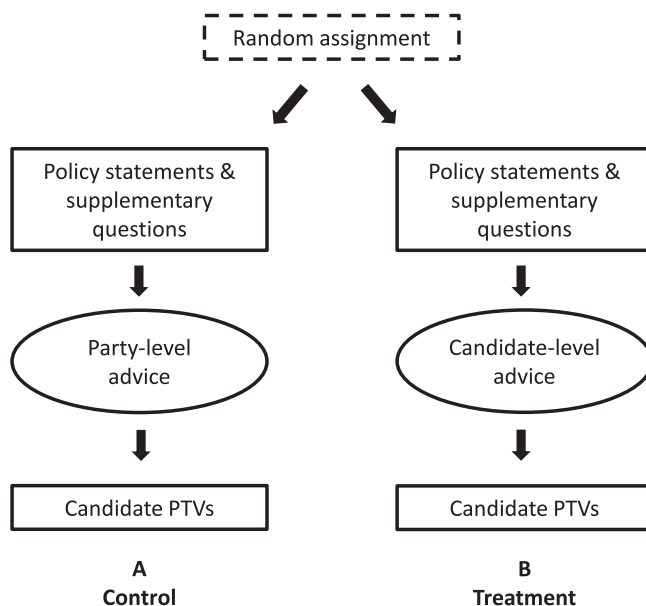 Random assignment
Policy statements &
supplementary
questions
Policy statements &
supplementary
questions
Party-level
advice
Candidate-level
advice
Candidate PTVs
Candidate PTVs
A
Control
B
Treatment